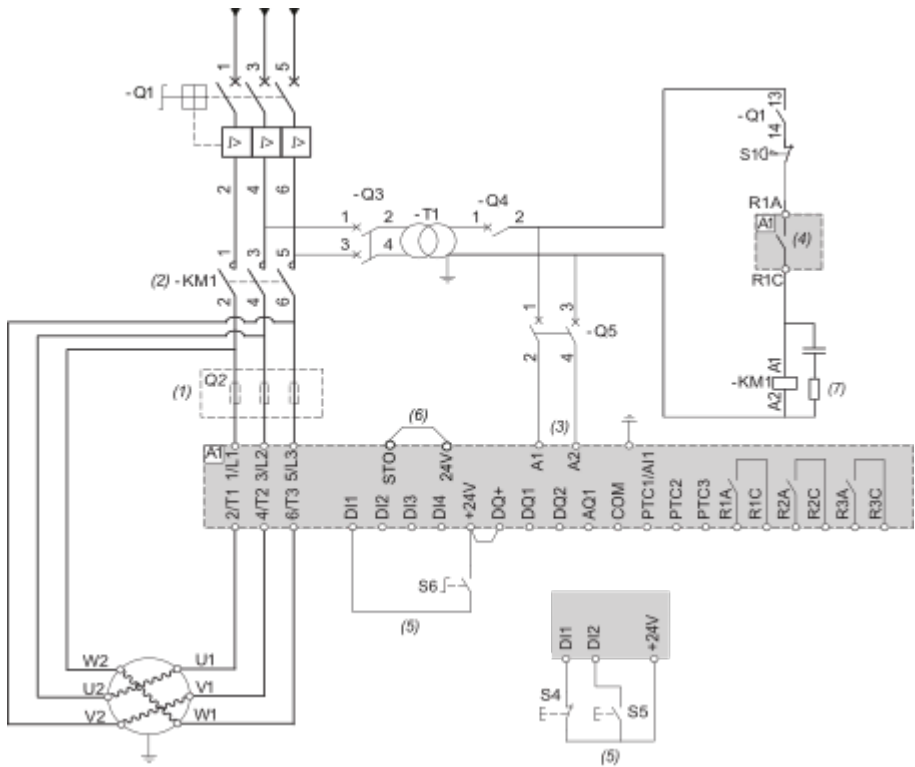 1 3 5
-Q1
I> I> I>
2 4 6
-Q3
1 2
3 4
-T1
-Q4
1 2
13
-Q1
14
S1
R1A
A1 (4)
R1C
1 3 5
(2) -KM1
2 4 6
1 3
-Q5
2 4
A1
-KM1
A2
(7)
(1)
Q2
(6)
(3)
A1 1/L1 3/L2 5/L3 STO 24V A1 A2
2/T1 4/T2 6/T3 DI1 DI2 DI3 DI4 +24V DQ+ DQ1 DQ2 AQ1 COM PTC1/AI1 PTC2 PTC3 R1A R1C R2A R2C R3A R3C
S6
(5)
DI1 DI2 +24V
S4 S5
(5)
W2 U1
U2 V1
V2 W1